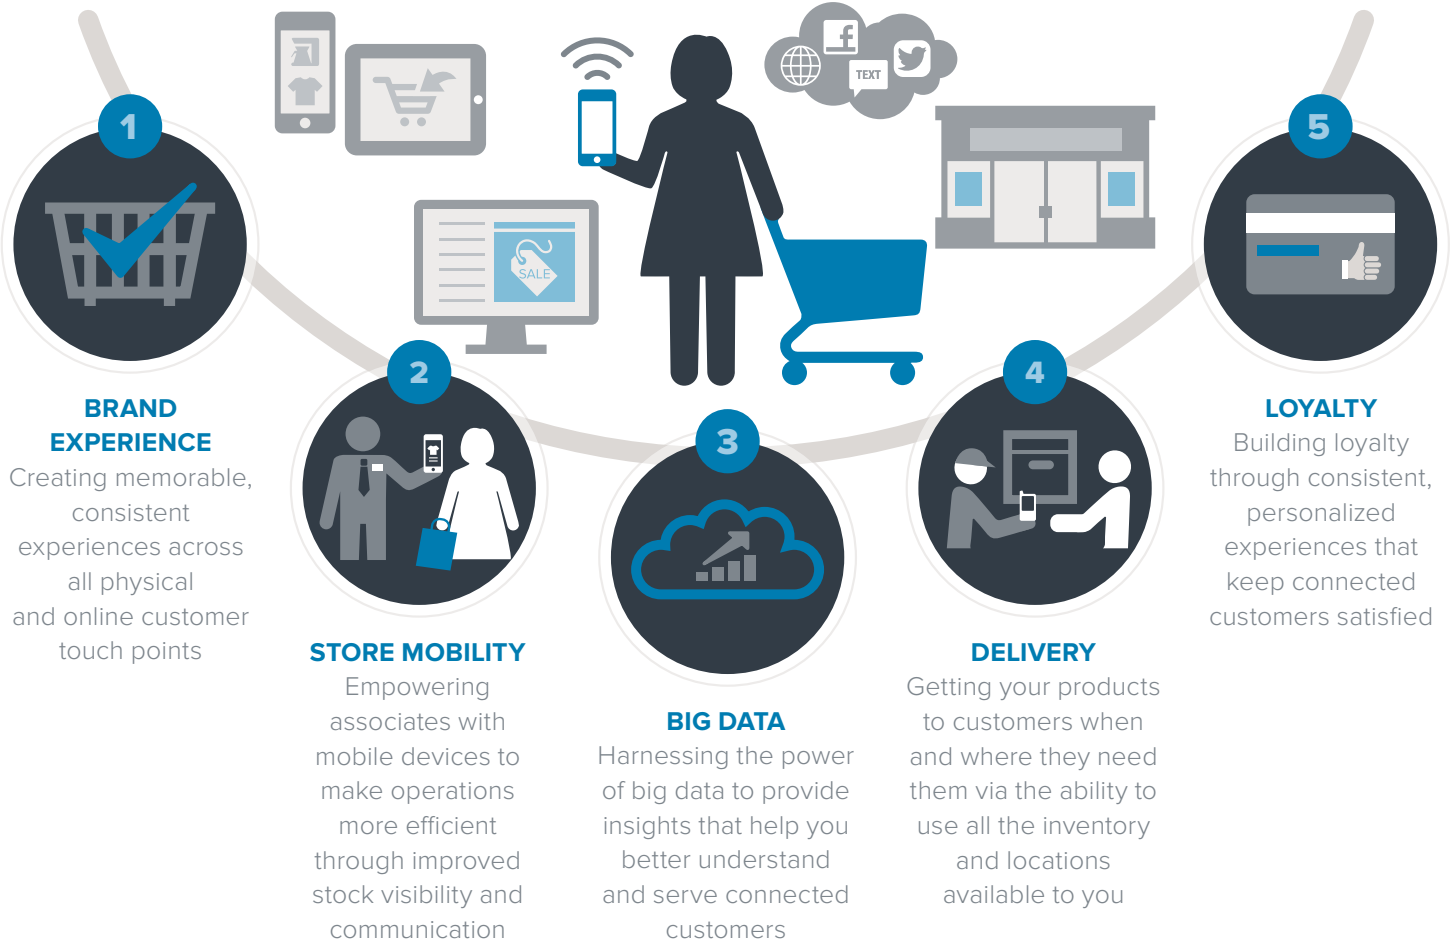 TEXT
SALE
1
BRAND
EXPERIENCE
Creating memorable,
consistent
experiences across
all physical
and online customer
touch points
2
STORE MOBILITY
Empowering
associates with
mobile devices to
make operations
more efficient
through improved
stock visibility and
communication
3
BIG DATA
Harnessing the power
of big data to provide
insights that help you
better understand
and serve connected
customers
4
DELIVERY
Getting your products
to customers when
and where they need
them via the ability to
use all the inventory
and locations
available to you
5
LOYALTY
Building loyalty
through consistent,
personalized
experiences that
keep connected
customers satisfied